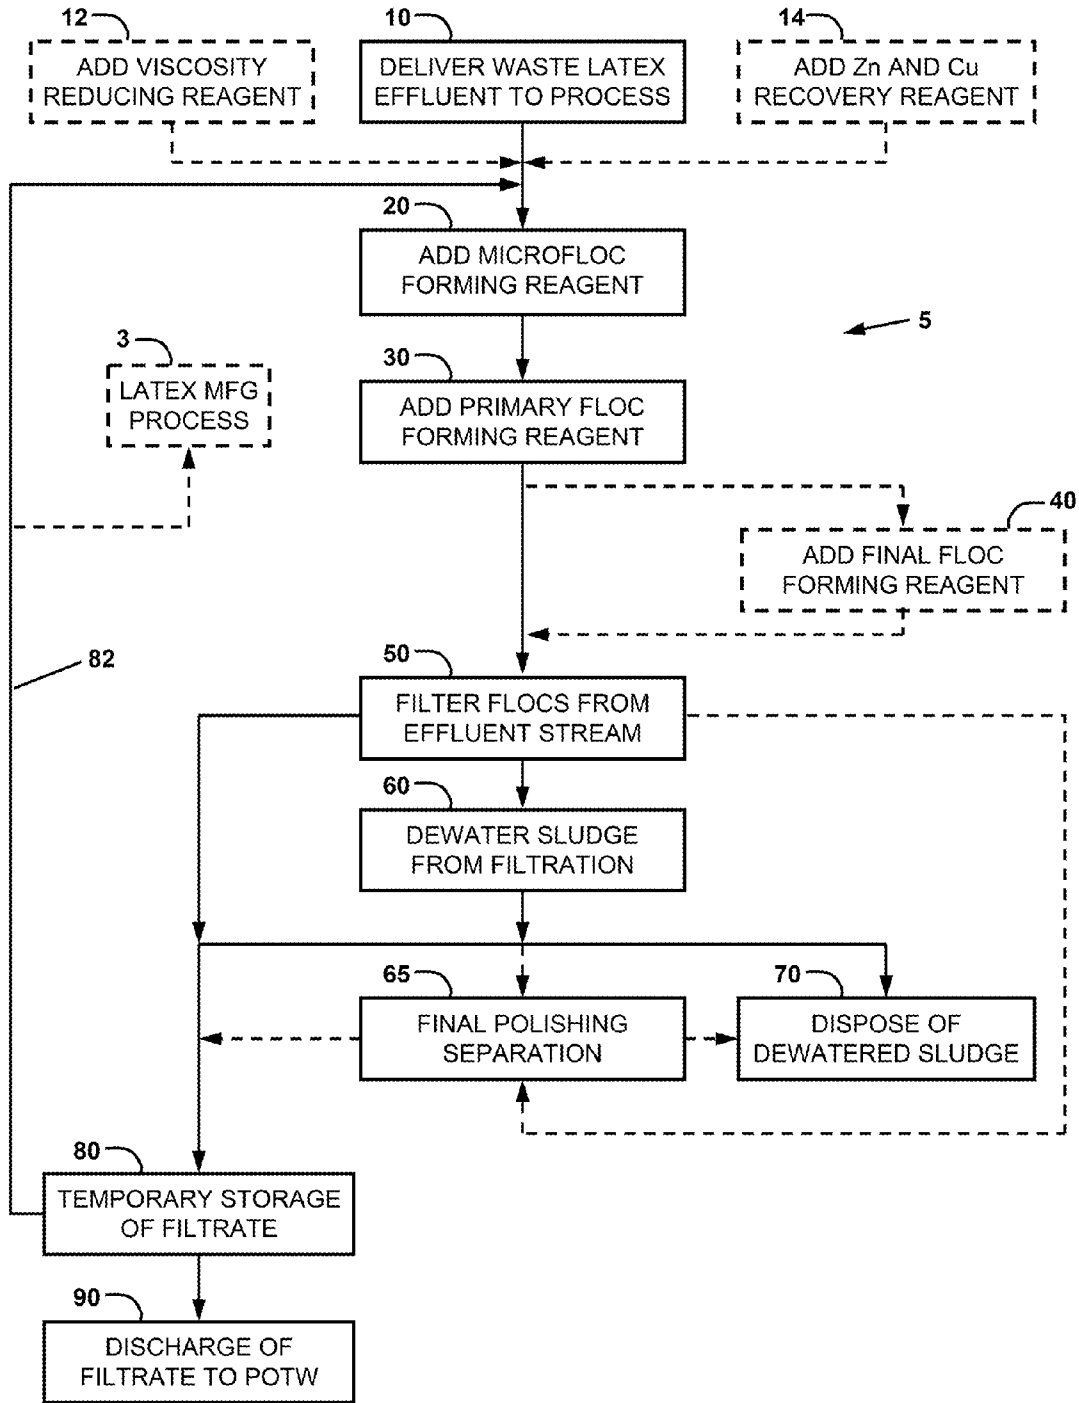 12
ADD VISCOSITY
REDUCING REAGENT
10
DELIVER WASTE LATEX
EFFLUENT TO PROCESS
14
ADD Zn AND Cu
RECOVERY REAGENT
20
ADD MICROFLOC
FORMING REAGENT
5
3
LATEX MFG
PROCESS
30
ADD PRIMARY FLOC
FORMING REAGENT
40
ADD FINAL FLOC
FORMING REAGENT
82
50
FILTER FLOCS FROM
EFFLUENT STREAM
60
DEWATER SLUDGE
FROM FILTRATION
65
FINAL POLISHING
SEPARATION
70
DISPOSE OF
DEWATERED SLUDGE
80
TEMPORARY STORAGE
OF FILTRATE
90
DISCHARGE OF
FILTRATE TO POTW